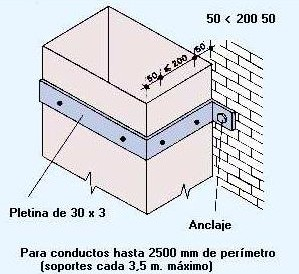 50 < 200 50
50 ≤ 200 50
Pletina de 30 x 3
Anclaje
Para conductos hasta 2500 mm de perímetro
(soportes cada 3,5 m. máximo)